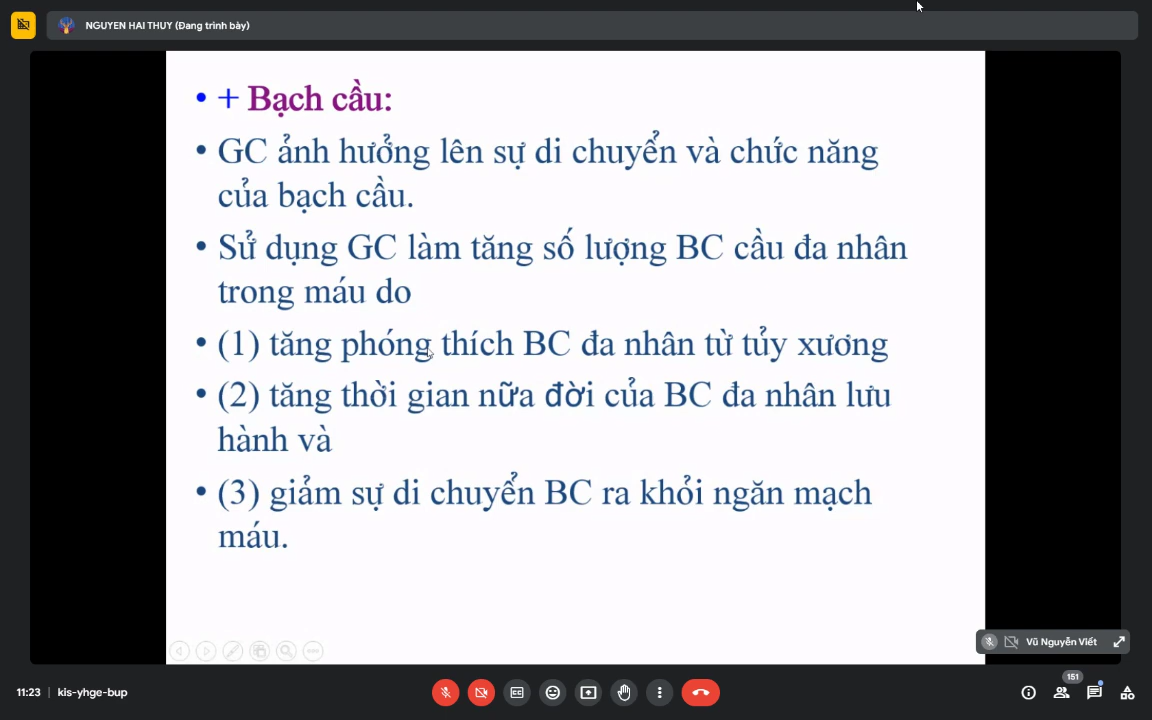 NGUYEN HAI THUY (Đang trình bày)
• + Bạch cầu:
• GC ảnh hưởng lên sự di chuyển và chức năng
của bạch cầu.
• Sử dụng GC làm tăng số lượng BC cầu đa nhân
trong máu do
• (1) tăng phóng thích BC đa nhân từ tủy xương
• (2) tăng thời gian nữa đời của BC đa nhân lưu
hành và
• (3) giảm sự di chuyển BC ra khỏi ngăn mạch
máu.
Vũ Nguyễn Viết
11:23 | kis-yhge-bup
151